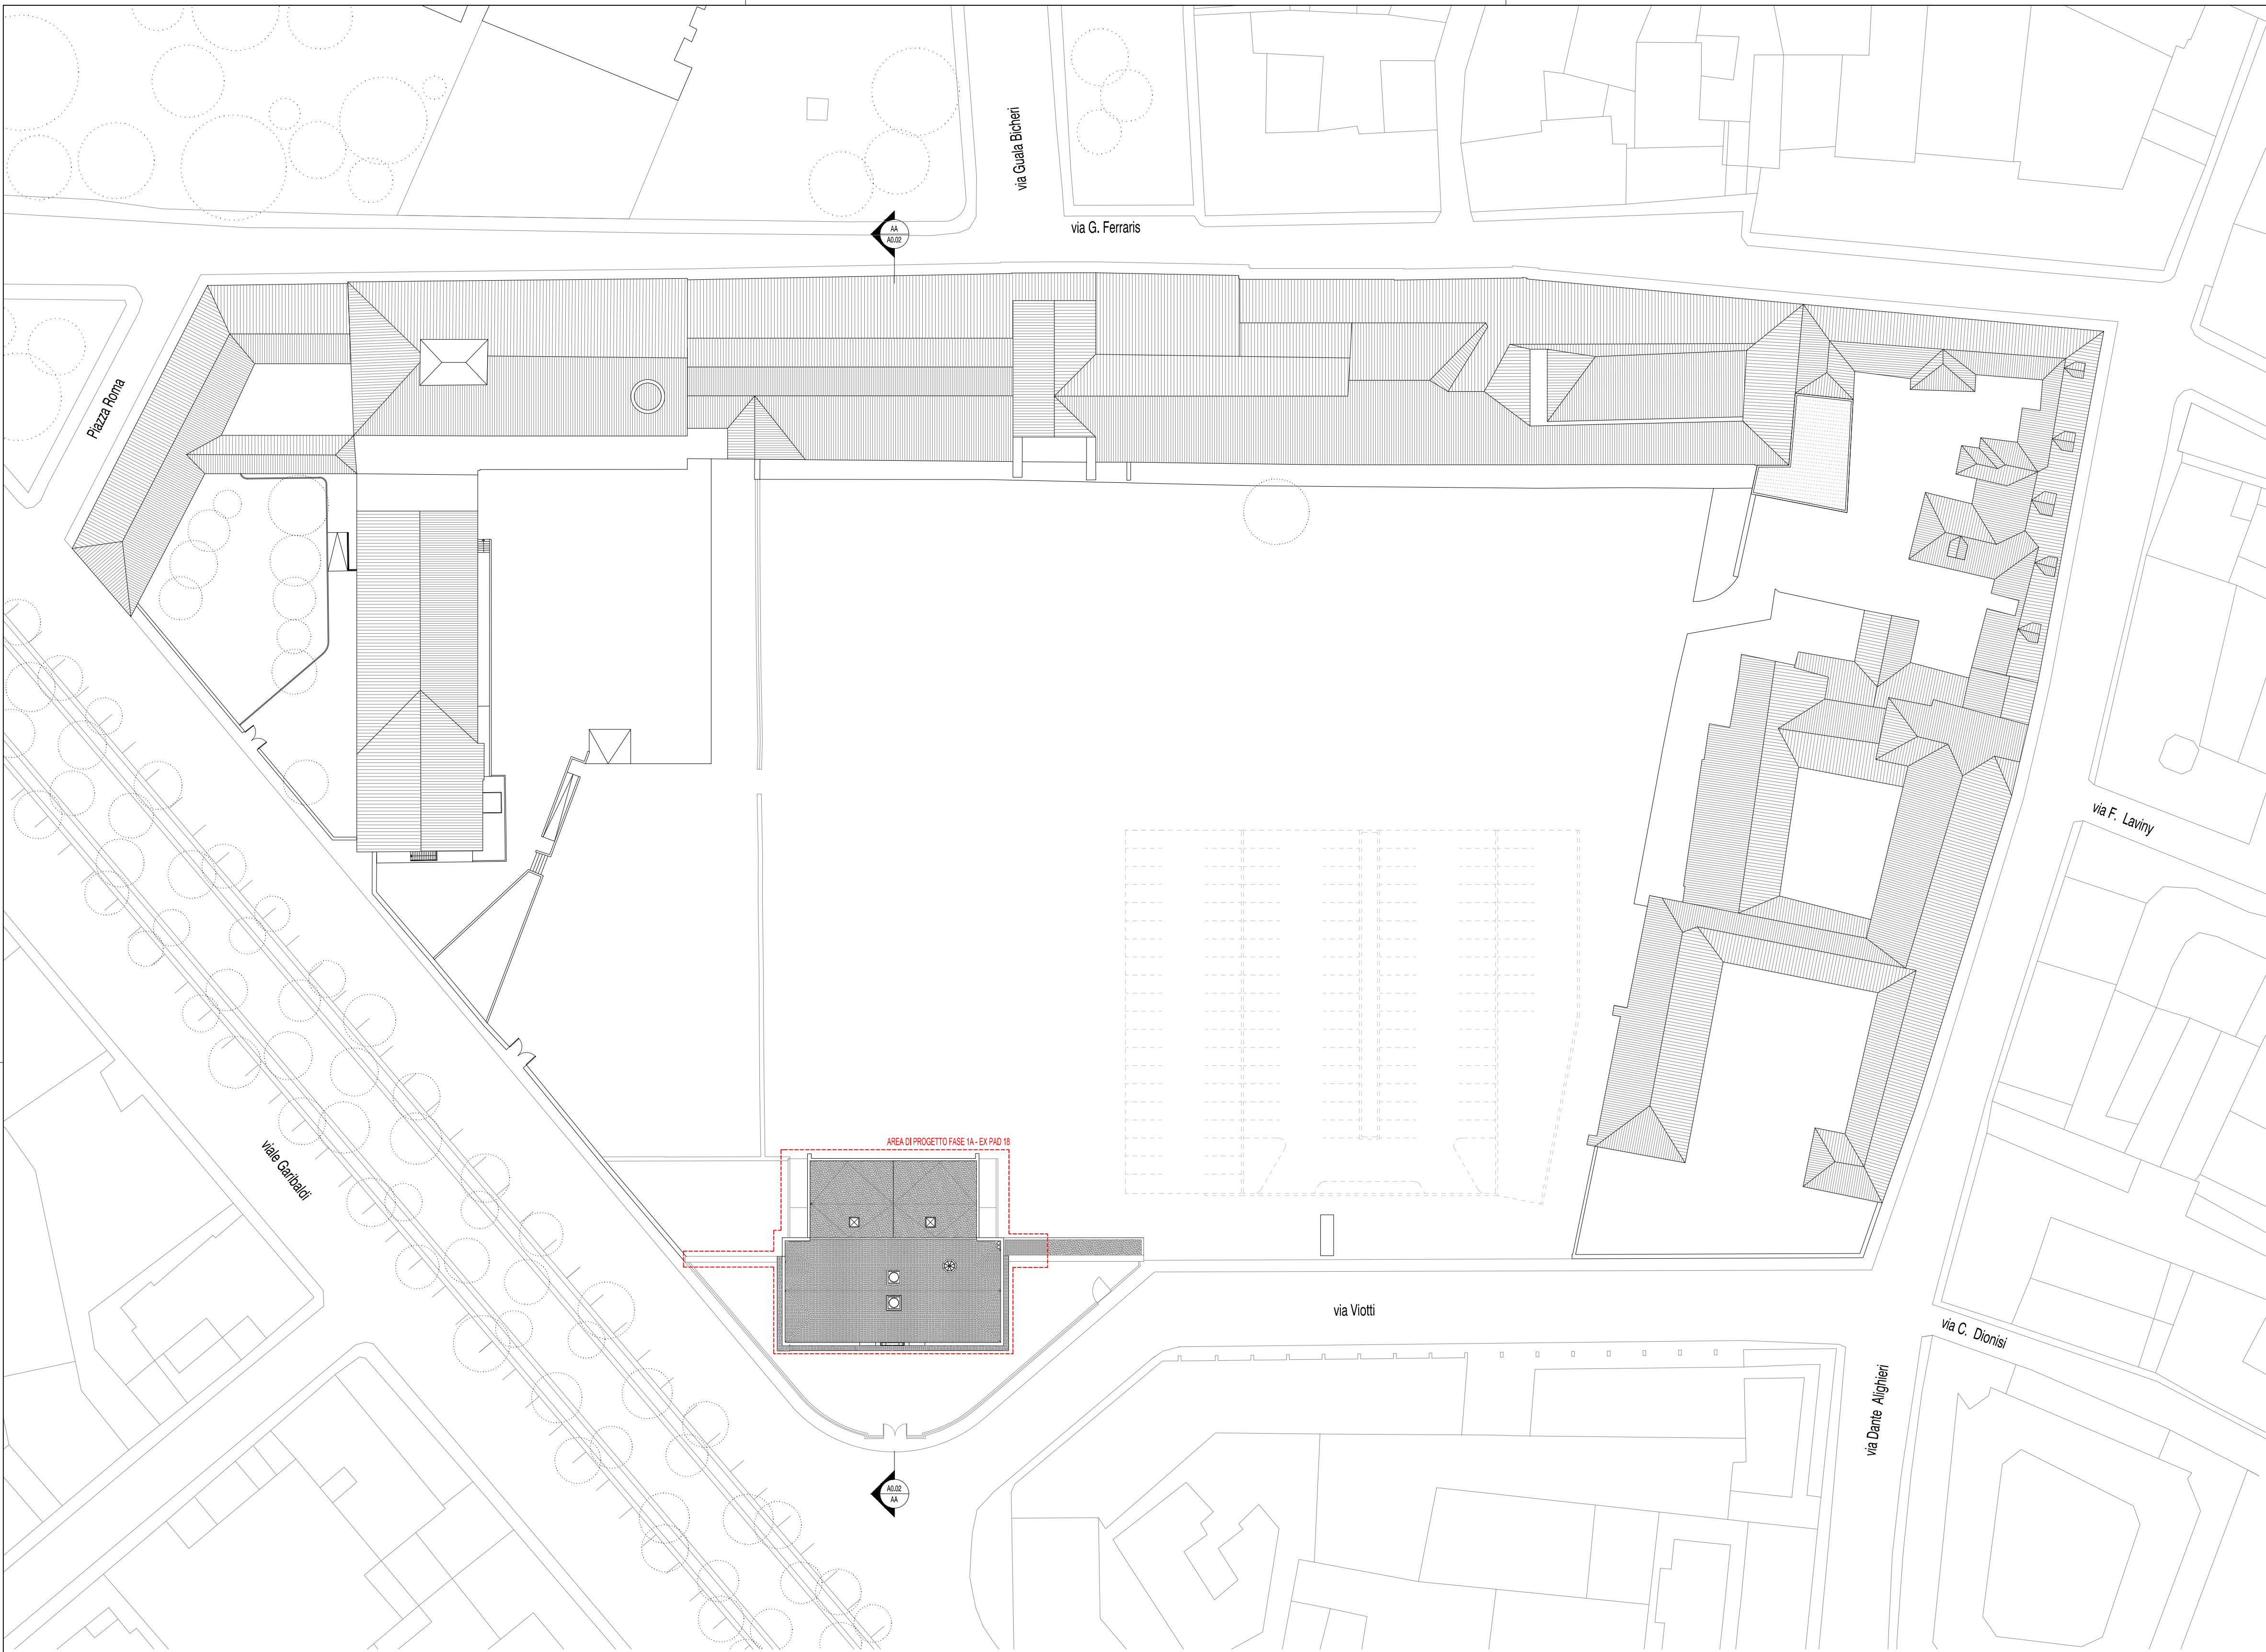 via Guala Bicheri
via G. Ferraris
AA
A0.02
Piazza Roma
via F. Laviny
AREA DI PROGETTO FASE 1A - EX PAD 18
viale Garibaldi
via Viotti
via C. Dionisi
via Dante Alighieri
A0.02
AA